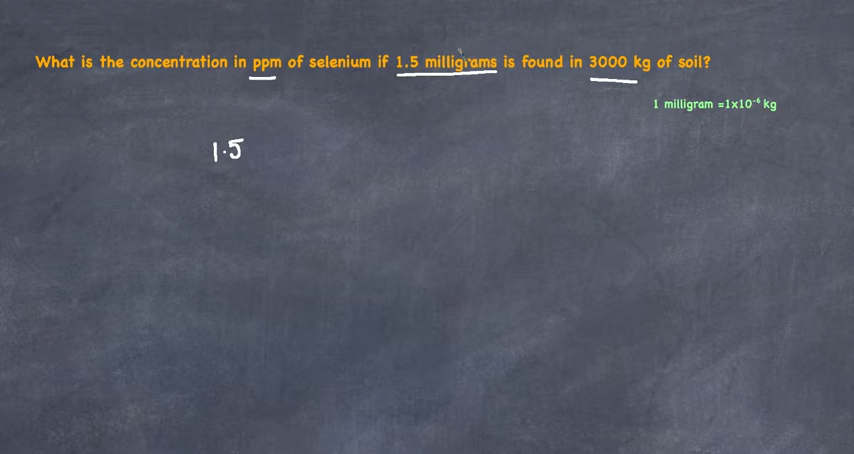 What is the concentration in ppm of selenium if 1.5 milligrams is found in 3000 kg of soil?
1 milligram =1x10⁻⁶ kg
1.5